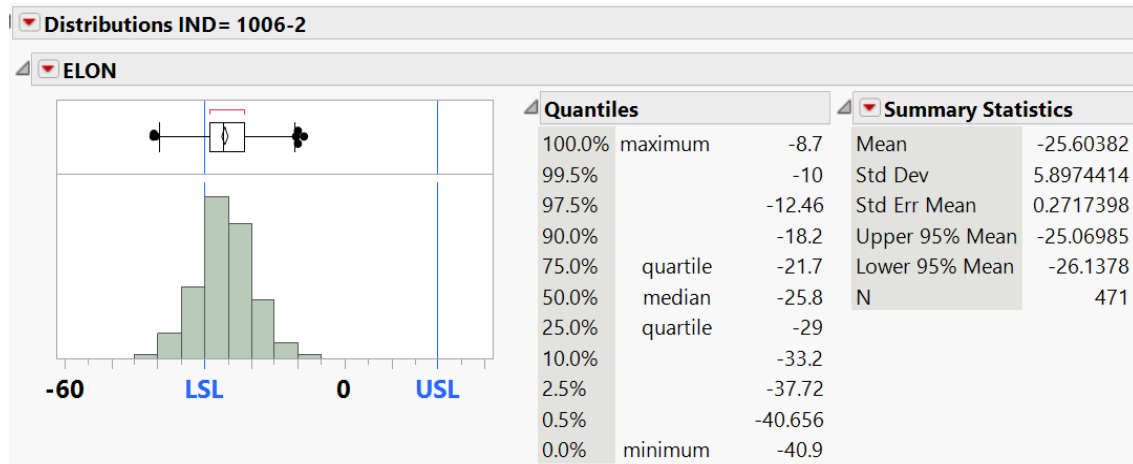 Distributions IND= 1006-2
ELON
-60 LSL 0 USL
Quantiles
100.0% maximum -8.7
99.5% -10
97.5% -12.46
90.0% -18.2
75.0% quartile -21.7
50.0% median -25.8
25.0% quartile -29
10.0% -33.2
2.5% -37.72
0.5% -40.656
0.0% minimum -40.9
Summary Statistics
Mean -25.60382
Std Dev 5.8974414
Std Err Mean 0.2717398
Upper 95% Mean -25.06985
Lower 95% Mean -26.1378
N 471